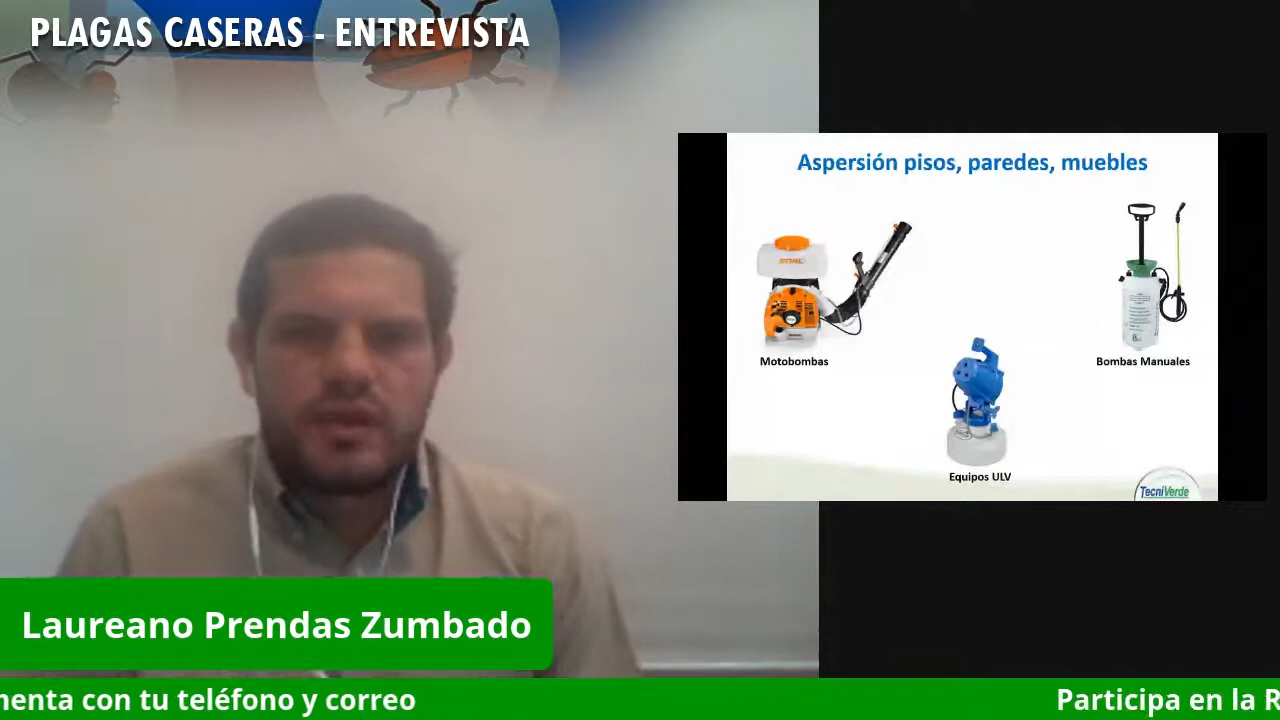 PLAGAS CASERAS - ENTREVISTA
Aspersión pisos, paredes, muebles
STIHL
Motobombas
Bombas Manuales
Equipos ULV
TecniVerde
Laureano Prendas Zumbado
menta con tu teléfono y correo
Participa en la R